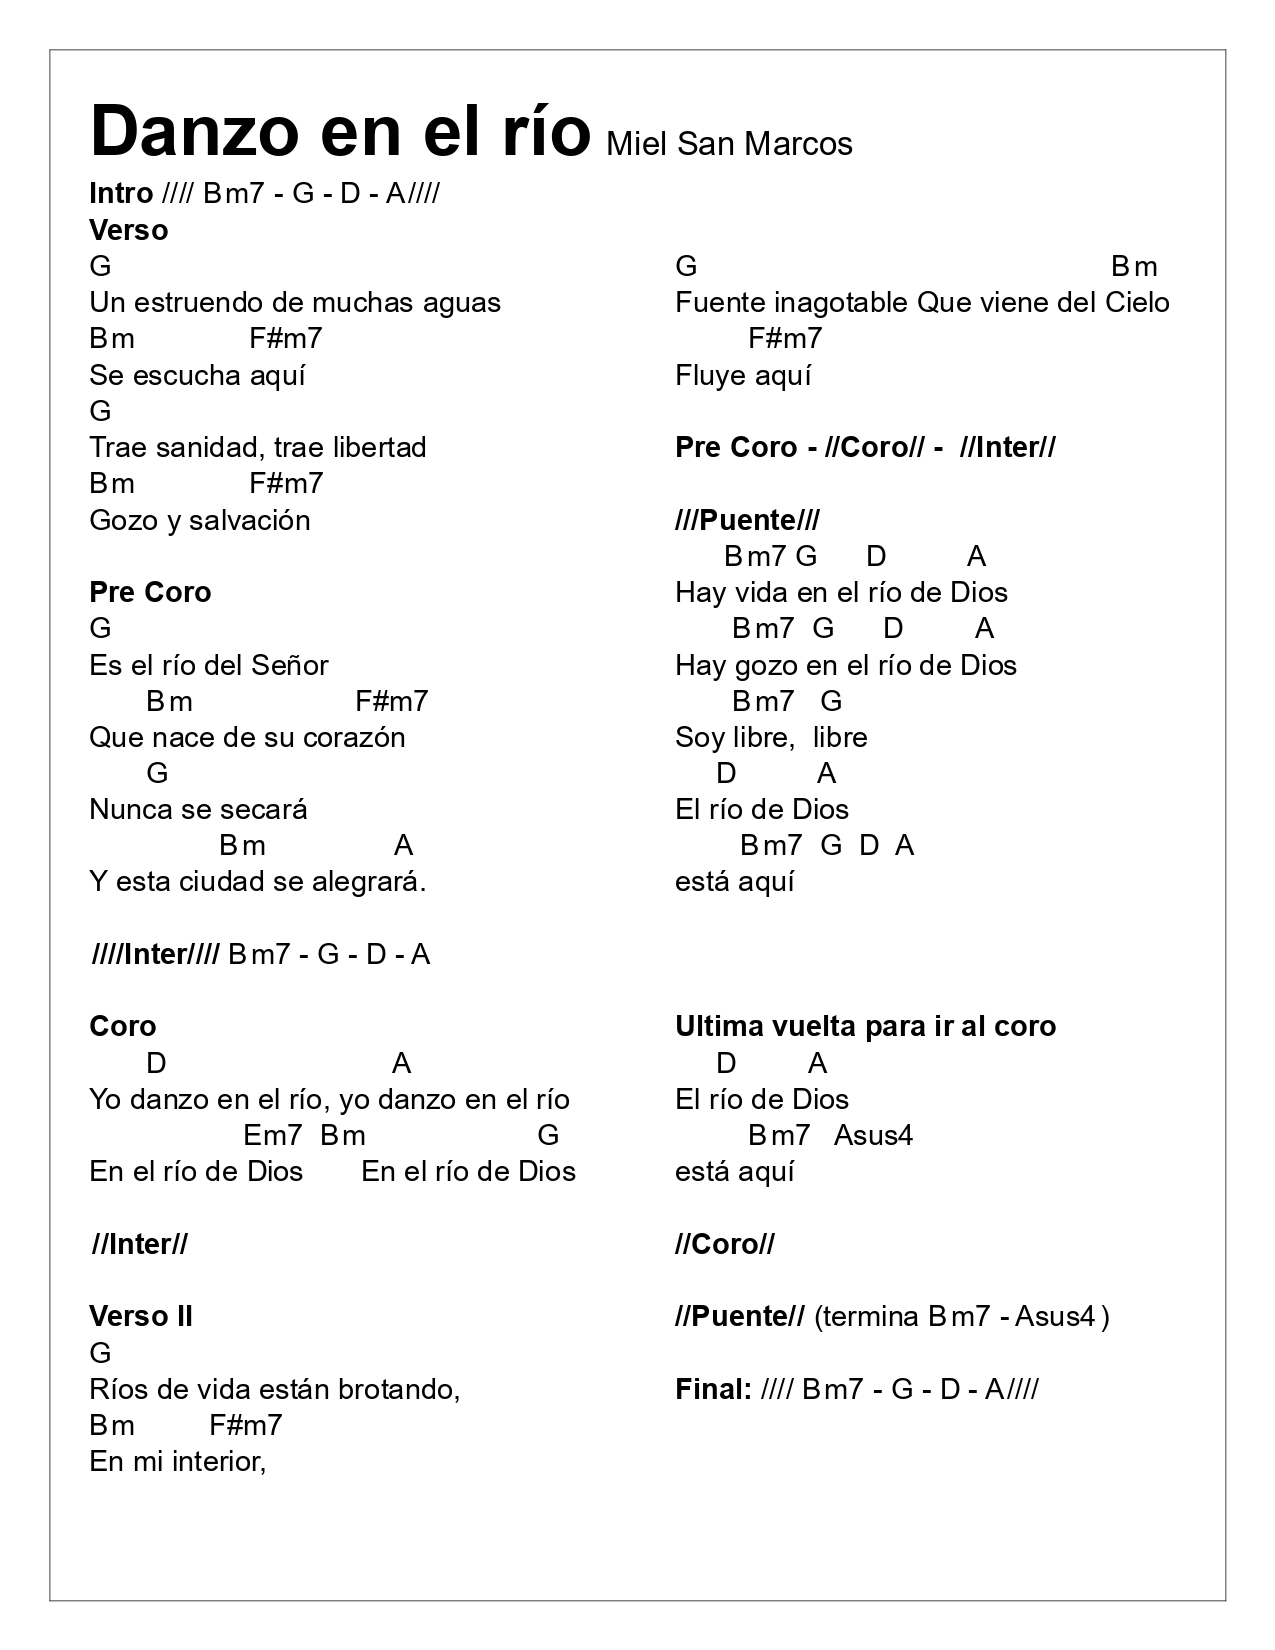 Danzo en el río Miel San Marcos
Intro //// Bm7 - G - D - A////
Verso
G
Un estruendo de muchas aguas
Bm F#m7
Se escucha aquí
G
Trae sanidad, trae libertad
Bm F#m7
Gozo y salvación
Pre Coro
G
Es el río del Señor
Bm F#m7
Que nace de su corazón
G
Nunca se secará
Bm A
Y esta ciudad se alegrará.
////Inter//// Bm7 - G - D - A
Coro
D A
Yo danzo en el río, yo danzo en el río
Em7 Bm G
En el río de Dios En el río de Dios
//Inter//
Verso II
G
Ríos de vida están brotando,
Bm F#m7
En mi interior,
G Bm
Fuente inagotable Que viene del Cielo
F#m7
Fluye aquí
Pre Coro - //Coro// - //Inter//
///Puente///
Bm7 G D A
Hay vida en el río de Dios
Bm7 G D A
Hay gozo en el río de Dios
Bm7 G
Soy libre, libre
D A
El río de Dios
Bm7 G D A
está aquí
Ultima vuelta para ir al coro
D A
El río de Dios
Bm7 Asus4
está aquí
//Coro//
//Puente// (termina Bm7 - Asus4 )
Final: //// Bm7 - G - D - A////